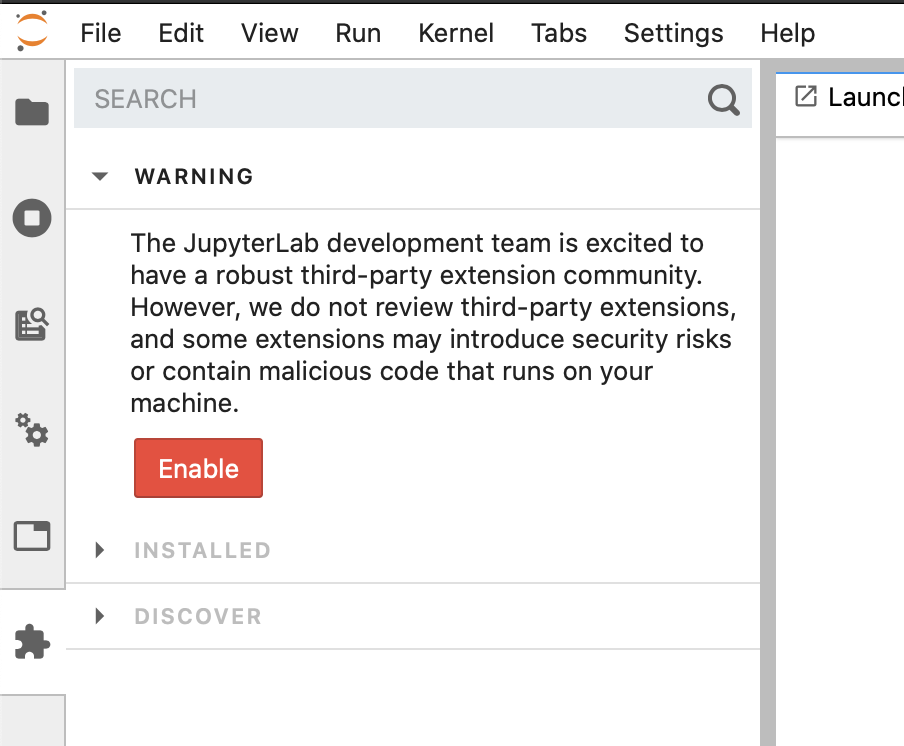 File Edit View Run Kernel Tabs Settings Help
SEARCH
WARNING
The JupyterLab development team is excited to
have a robust third-party extension community.
However, we do not review third-party extensions,
and some extensions may introduce security risks
or contain malicious code that runs on your
machine.
Enable
INSTALLED
DISCOVER